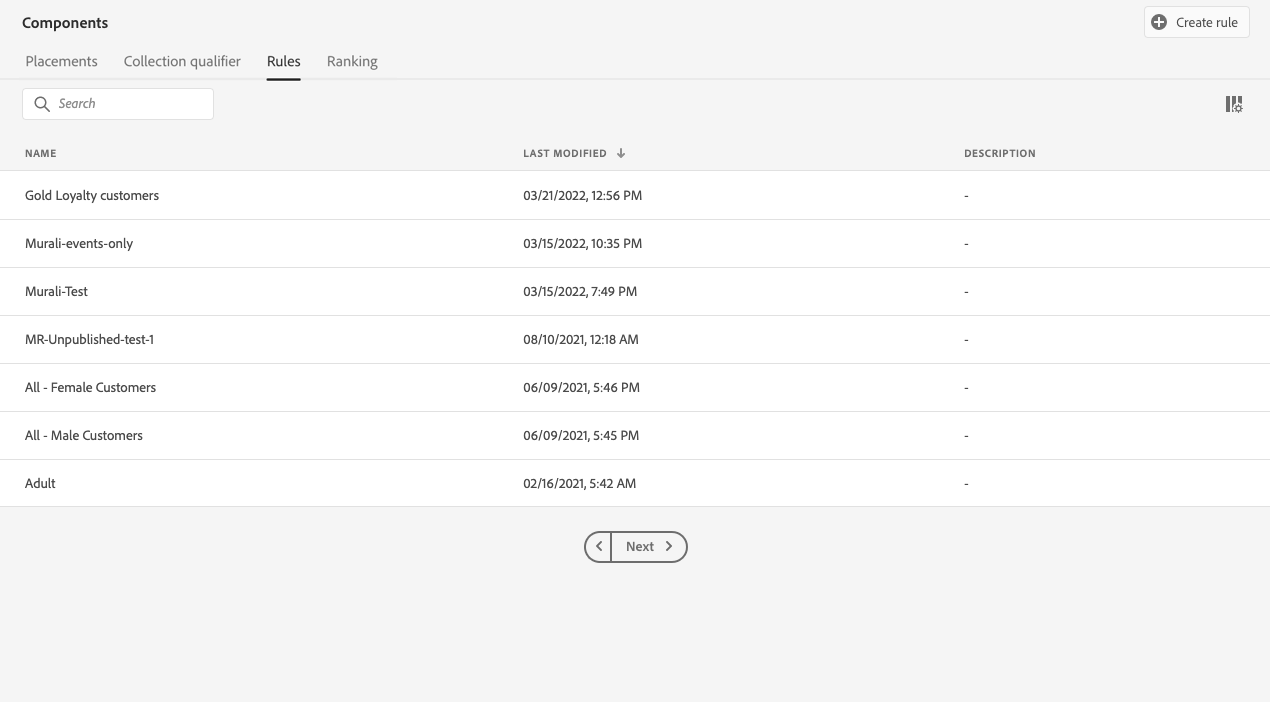 Components
Create rule
Placements Collection qualifier Rules Ranking
Search
NAME LAST MODIFIED DESCRIPTION
Gold Loyalty customers 03/21/2022, 12:56 PM -
Murali-events-only 03/15/2022, 10:35 PM -
Murali-Test 03/15/2022, 7:49 PM -
MR-Unpublished-test-1 08/10/2021, 12:18 AM -
All - Female Customers 06/09/2021, 5:46 PM -
All - Male Customers 06/09/2021, 5:45 PM -
Adult 02/16/2021, 5:42 AM -
Next